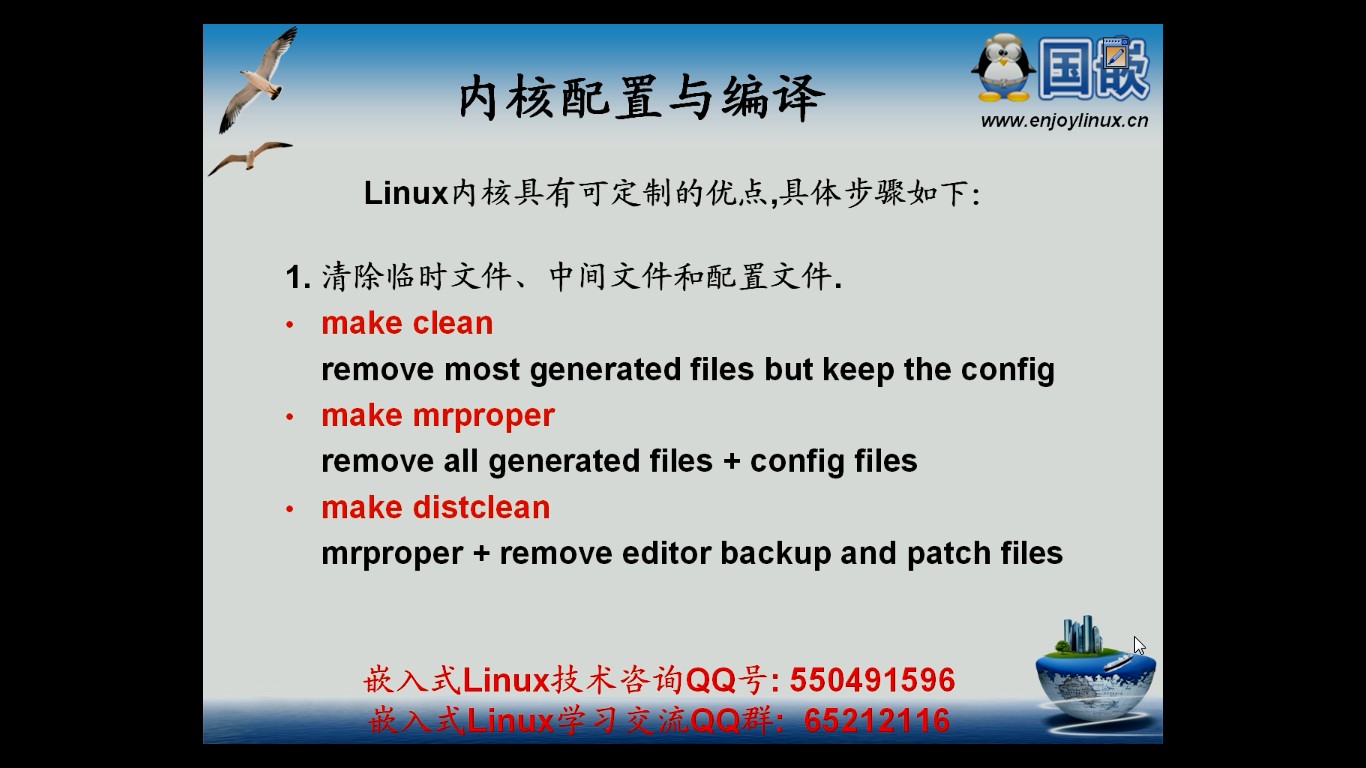 内核配置与编译
国嵌
www.enjoylinux.cn
Linux内核具有可定制的优点,具体步骤如下:
1. 清除临时文件、中间文件和配置文件.
• make clean
remove most generated files but keep the config
• make mrproper
remove all generated files + config files
• make distclean
mrproper + remove editor backup and patch files
嵌入式Linux技术咨询QQ号: 550491596
嵌入式Linux学习交流QQ群: 65212116